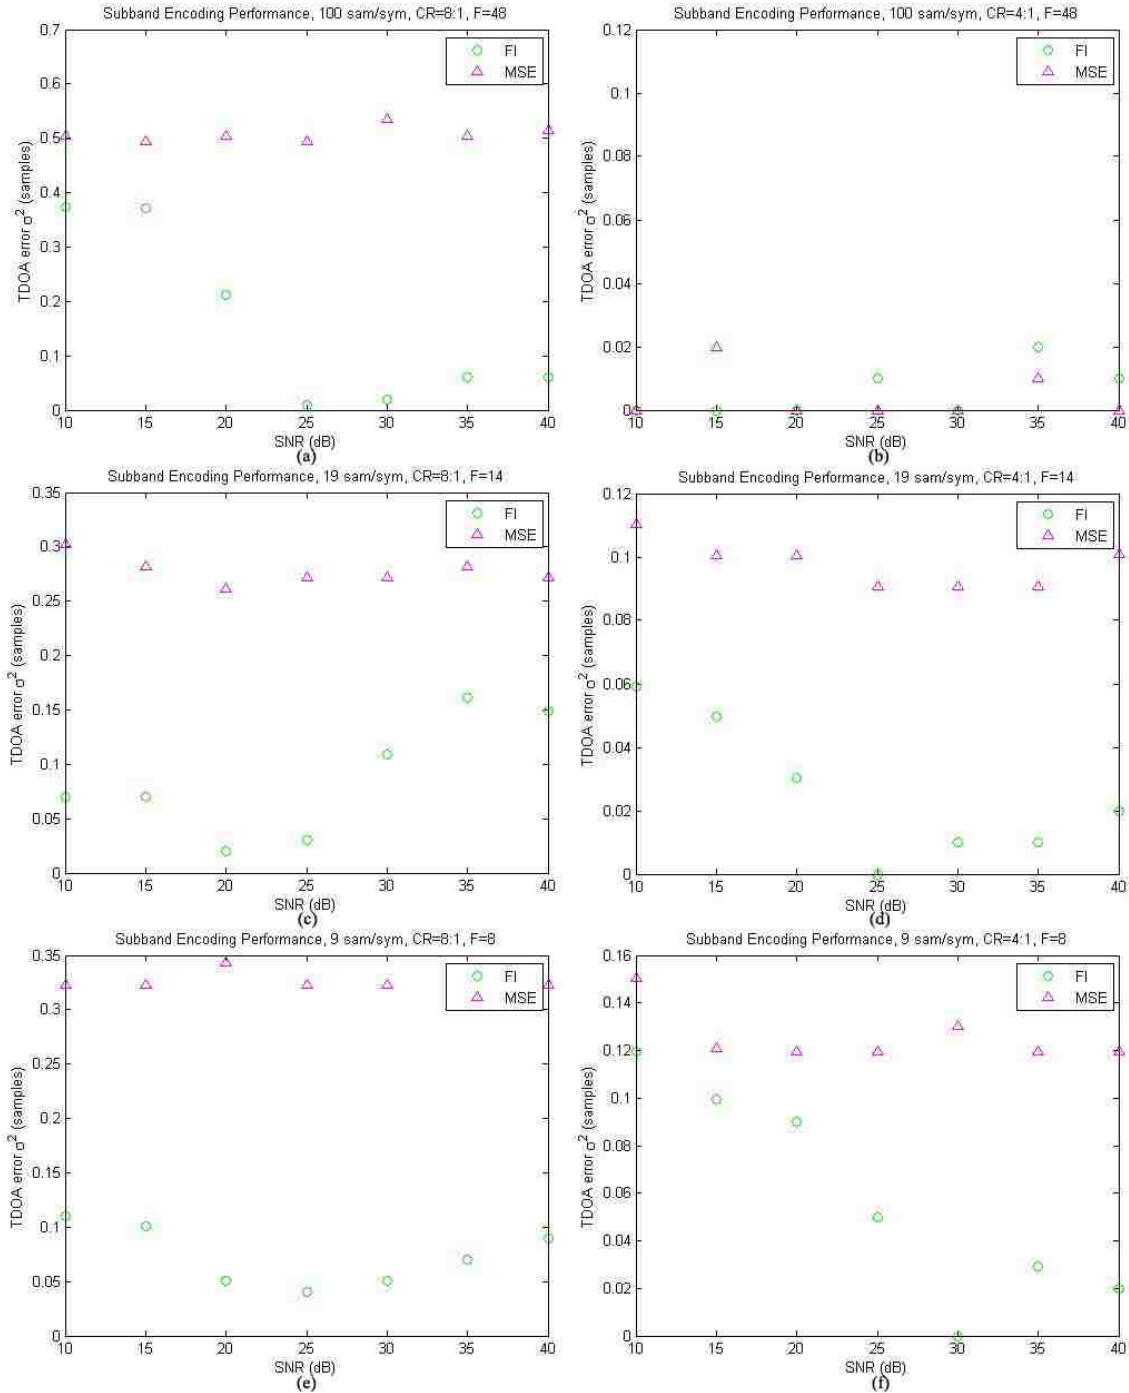 Subband Encoding Performance, 100 sam/sym, CR=8:1, F=48
0.7
0.6
0.5
0.4
0.3
0.2
0.1
0
TDOA error σ² (samples)
FI
MSE
10 15 20 25 30 35 40
SNR (dB)
(a)
Subband Encoding Performance, 100 sam/sym, CR=4:1, F=48
0.12
0.1
0.08
0.06
0.04
0.02
0
TDOA error σ² (samples)
FI
MSE
10 15 20 25 30 35 40
SNR (dB)
(b)
Subband Encoding Performance, 19 sam/sym, CR=8:1, F=14
0.35
0.3
0.25
0.2
0.15
0.1
0.05
0
TDOA error σ² (samples)
FI
MSE
10 15 20 25 30 35 40
SNR (dB)
(c)
Subband Encoding Performance, 19 sam/sym, CR=4:1, F=14
0.12
0.1
0.08
0.06
0.04
0.02
0
TDOA error σ² (samples)
FI
MSE
10 15 20 25 30 35 40
SNR (dB)
(d)
Subband Encoding Performance, 9 sam/sym, CR=8:1, F=8
0.35
0.3
0.25
0.2
0.15
0.1
0.05
0
TDOA error σ² (samples)
FI
MSE
10 15 20 25 30 35 40
SNR (dB)
(e)
Subband Encoding Performance, 9 sam/sym, CR=4:1, F=8
0.16
0.14
0.12
0.1
0.08
0.06
0.04
0.02
0
TDOA error σ² (samples)
FI
MSE
10 15 20 25 30 35 40
SNR (dB)
(f)